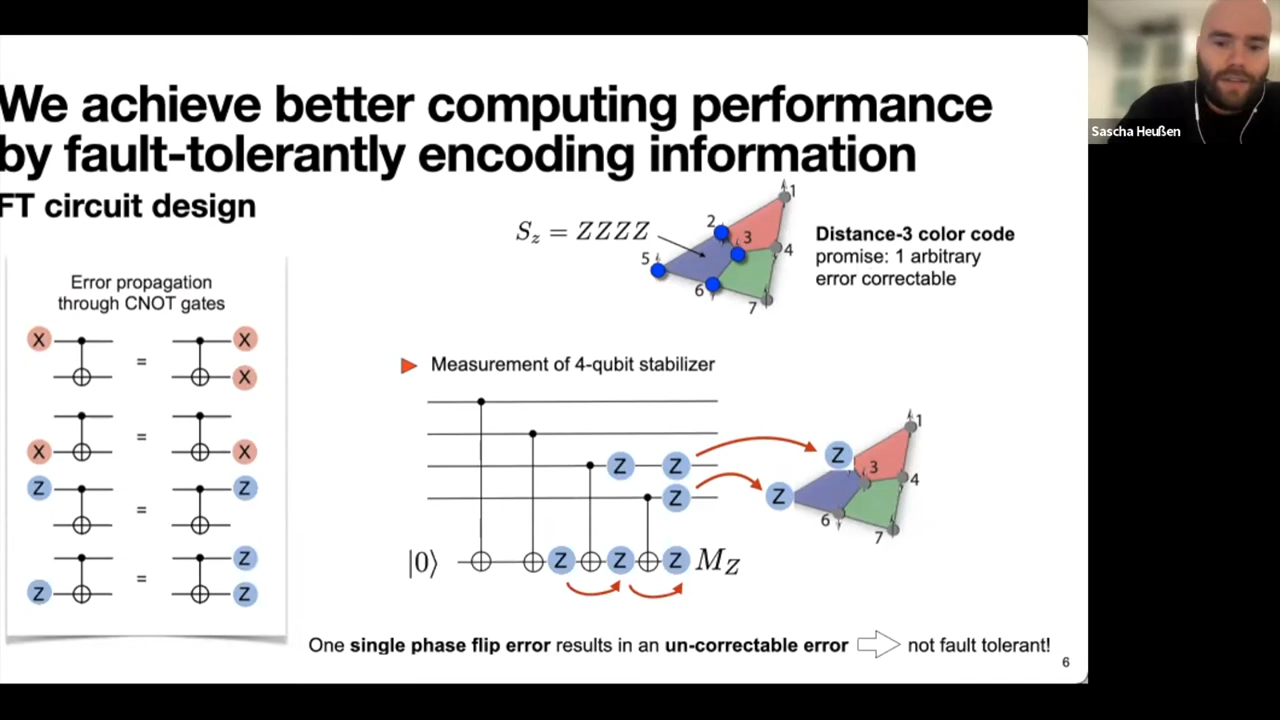 We achieve better computing performance
by fault-tolerantly encoding information
FT circuit design
Sascha Heußen
S_z = ZZZZ
1
2
3
4
5
6
7
Distance-3 color code
promise: 1 arbitrary
error correctable
Error propagation
through CNOT gates
X = X
X
=
X X
Z = Z
= Z
Z Z
Measurement of 4-qubit stabilizer
Z Z
Z
|0⟩ Z Z Z M_Z
Z
Z
1
3
4
6
7
One single phase flip error results in an un-correctable error not fault tolerant!
6